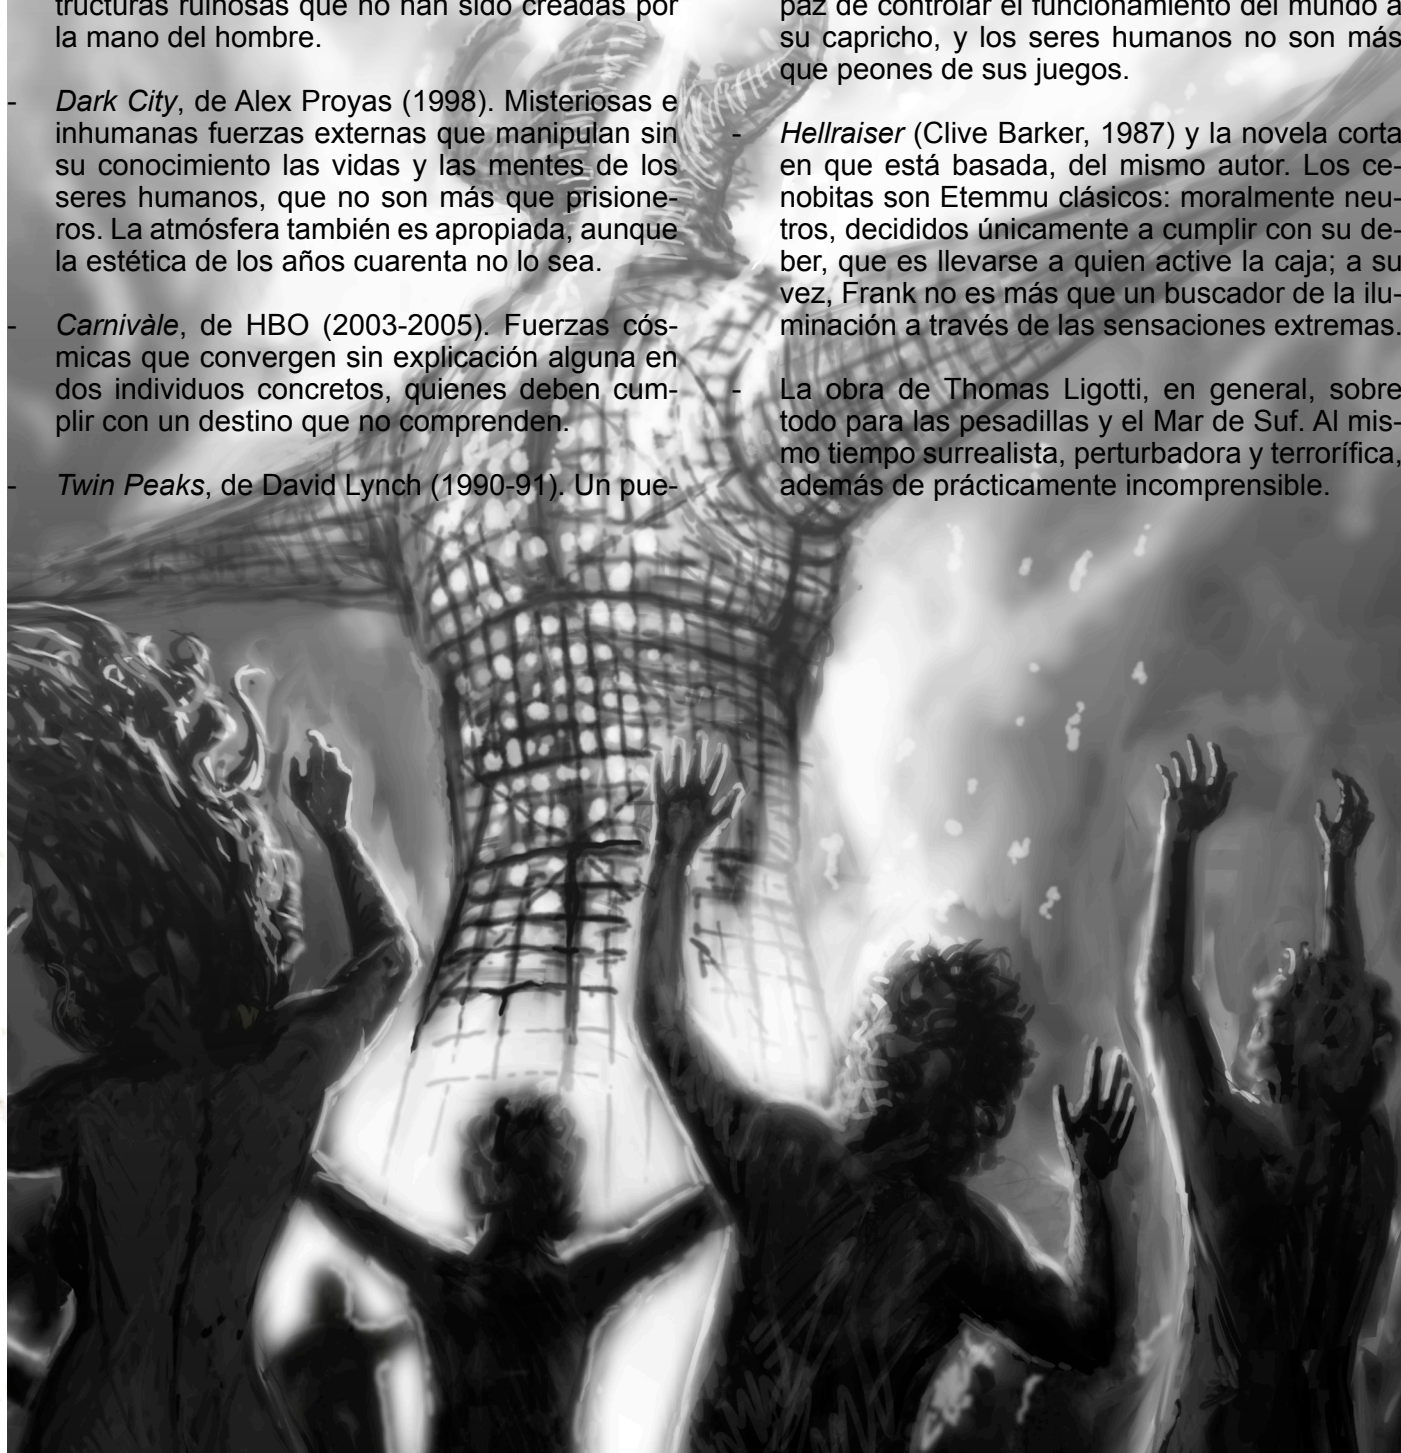 tructuras ruinosas que no han sido creadas por
la mano del hombre.
- Dark City, de Alex Proyas (1998). Misteriosas e
inhumanas fuerzas externas que manipulan sin
su conocimiento las vidas y las mentes de los
seres humanos, que no son más que prisione-
ros. La atmósfera también es apropiada, aunque
la estética de los años cuarenta no lo sea.
- Carnivàle, de HBO (2003-2005). Fuerzas cós-
micas que convergen sin explicación alguna en
dos individuos concretos, quienes deben cum-
plir con un destino que no comprenden.
- Twin Peaks, de David Lynch (1990-91). Un pue-
paz de controlar el funcionamiento del mundo a
su capricho, y los seres humanos no son más
que peones de sus juegos.
- Hellraiser (Clive Barker, 1987) y la novela corta
en que está basada, del mismo autor. Los ce-
nobitas son Etemmu clásicos: moralmente neu-
tros, decididos únicamente a cumplir con su de-
ber, que es llevarse a quien active la caja; a su
vez, Frank no es más que un buscador de la ilu-
minación a través de las sensaciones extremas.
- La obra de Thomas Ligotti, en general, sobre
todo para las pesadillas y el Mar de Suf. Al mis-
mo tiempo surrealista, perturbadora y terrorífica,
además de prácticamente incomprensible.